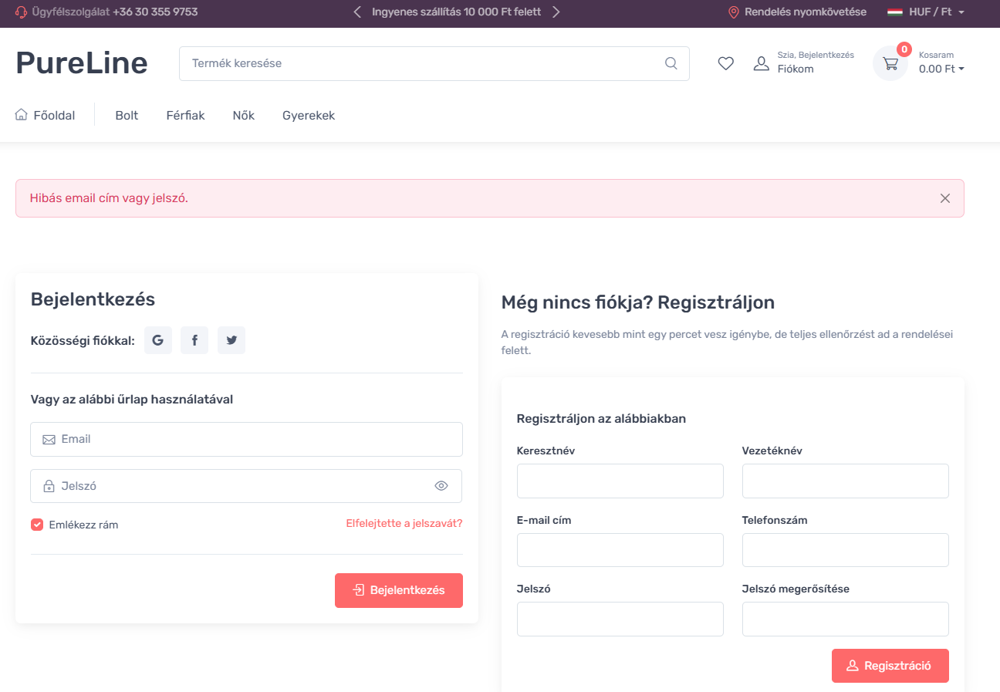 Ügyfélszolgálat +36 30 355 9753
Ingyenes szállítás 10 000 Ft felett
Rendelés nyomkövetése
HUF / Ft
PureLine
Termék keresése
Szia, Bejelentkezés
Fiókom
0
Kosaram
0.00 Ft
Főoldal
Bolt
Férfiak
Nők
Gyerekek
Hibás email cím vagy jelszó.
Bejelentkezés
Közösségi fiókkal:
Vagy az alábbi űrlap használatával
Email
Jelszó
Emlékezz rám
Elfelejtette a jelszavát?
Bejelentkezés
Még nincs fiókja? Regisztráljon
A regisztráció kevesebb mint egy percet vesz igénybe, de teljes ellenőrzést ad a rendelései
felett.
Regisztráljon az alábbiakban
Keresztnév
Vezetéknév
E-mail cím
Telefonszám
Jelszó
Jelszó megerősítése
Regisztráció